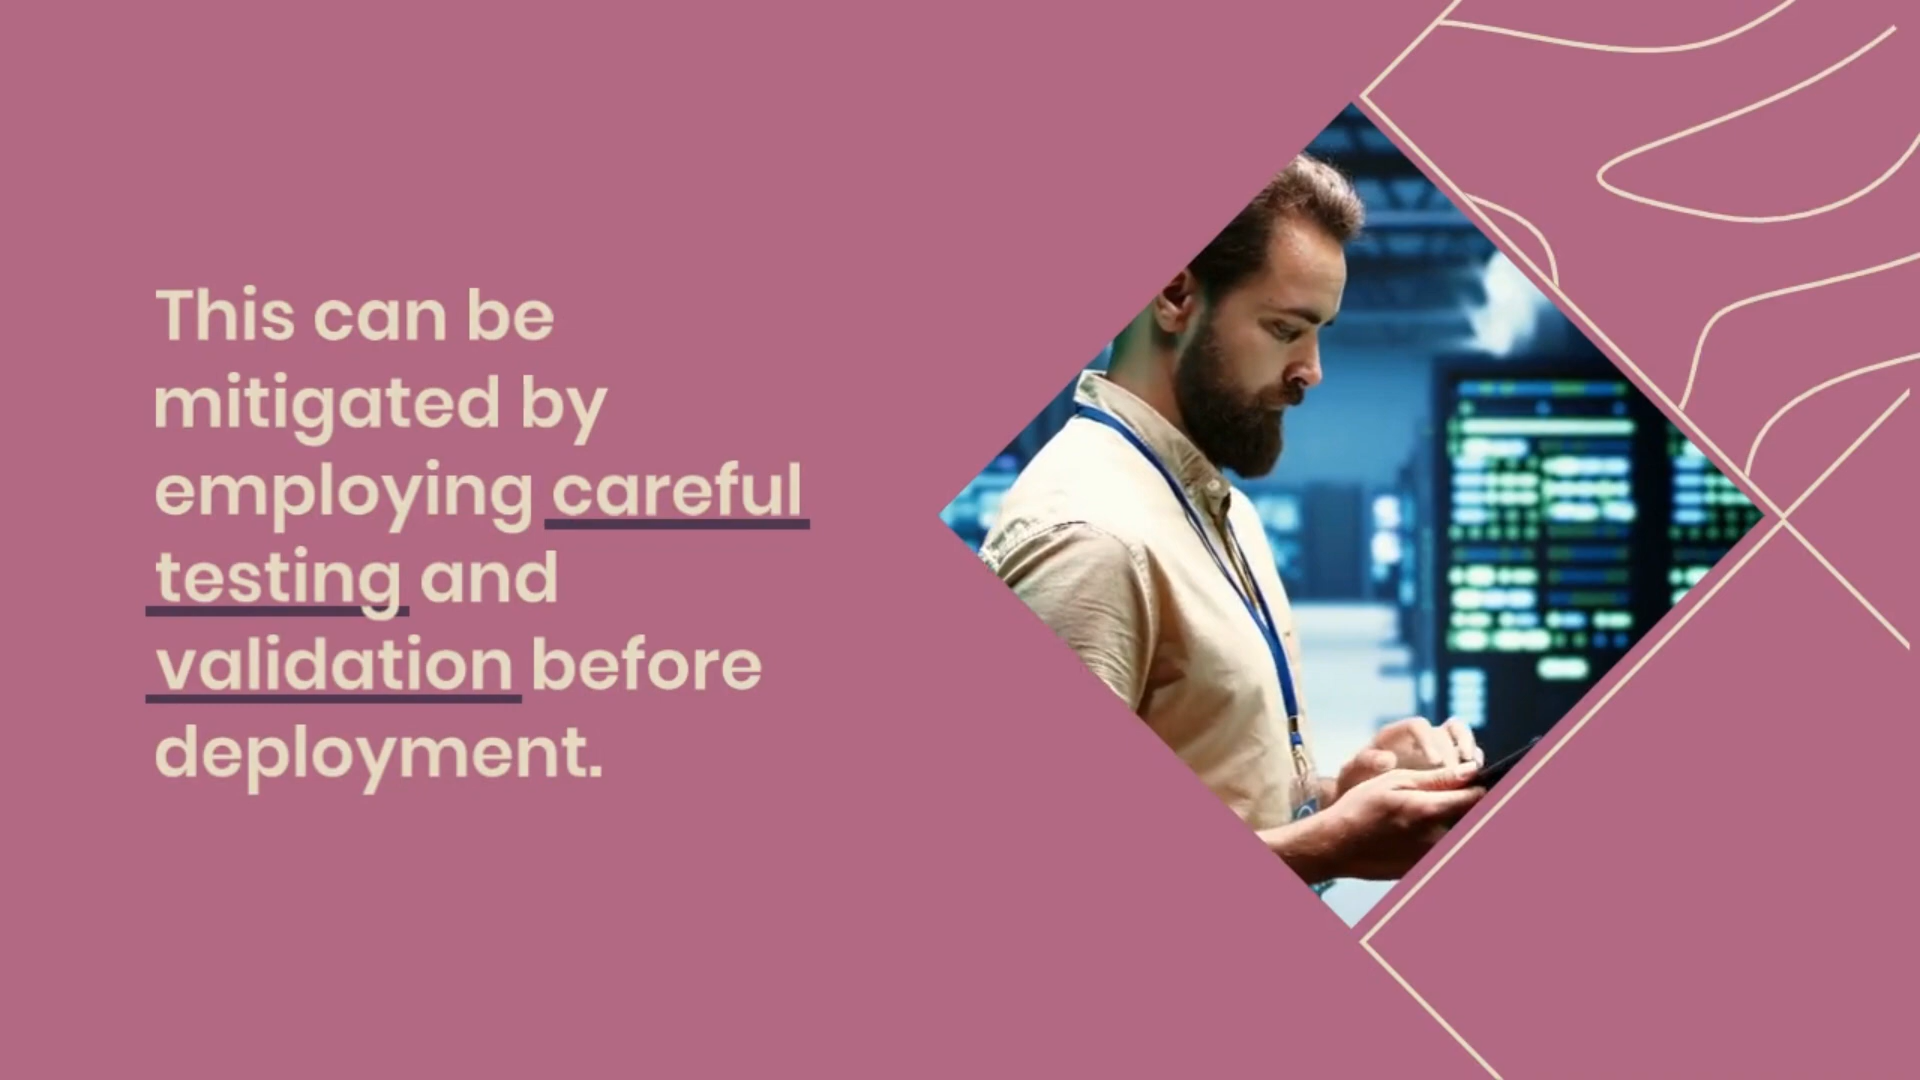 This can be
mitigated by
employing careful
testing and
validation before
deployment.